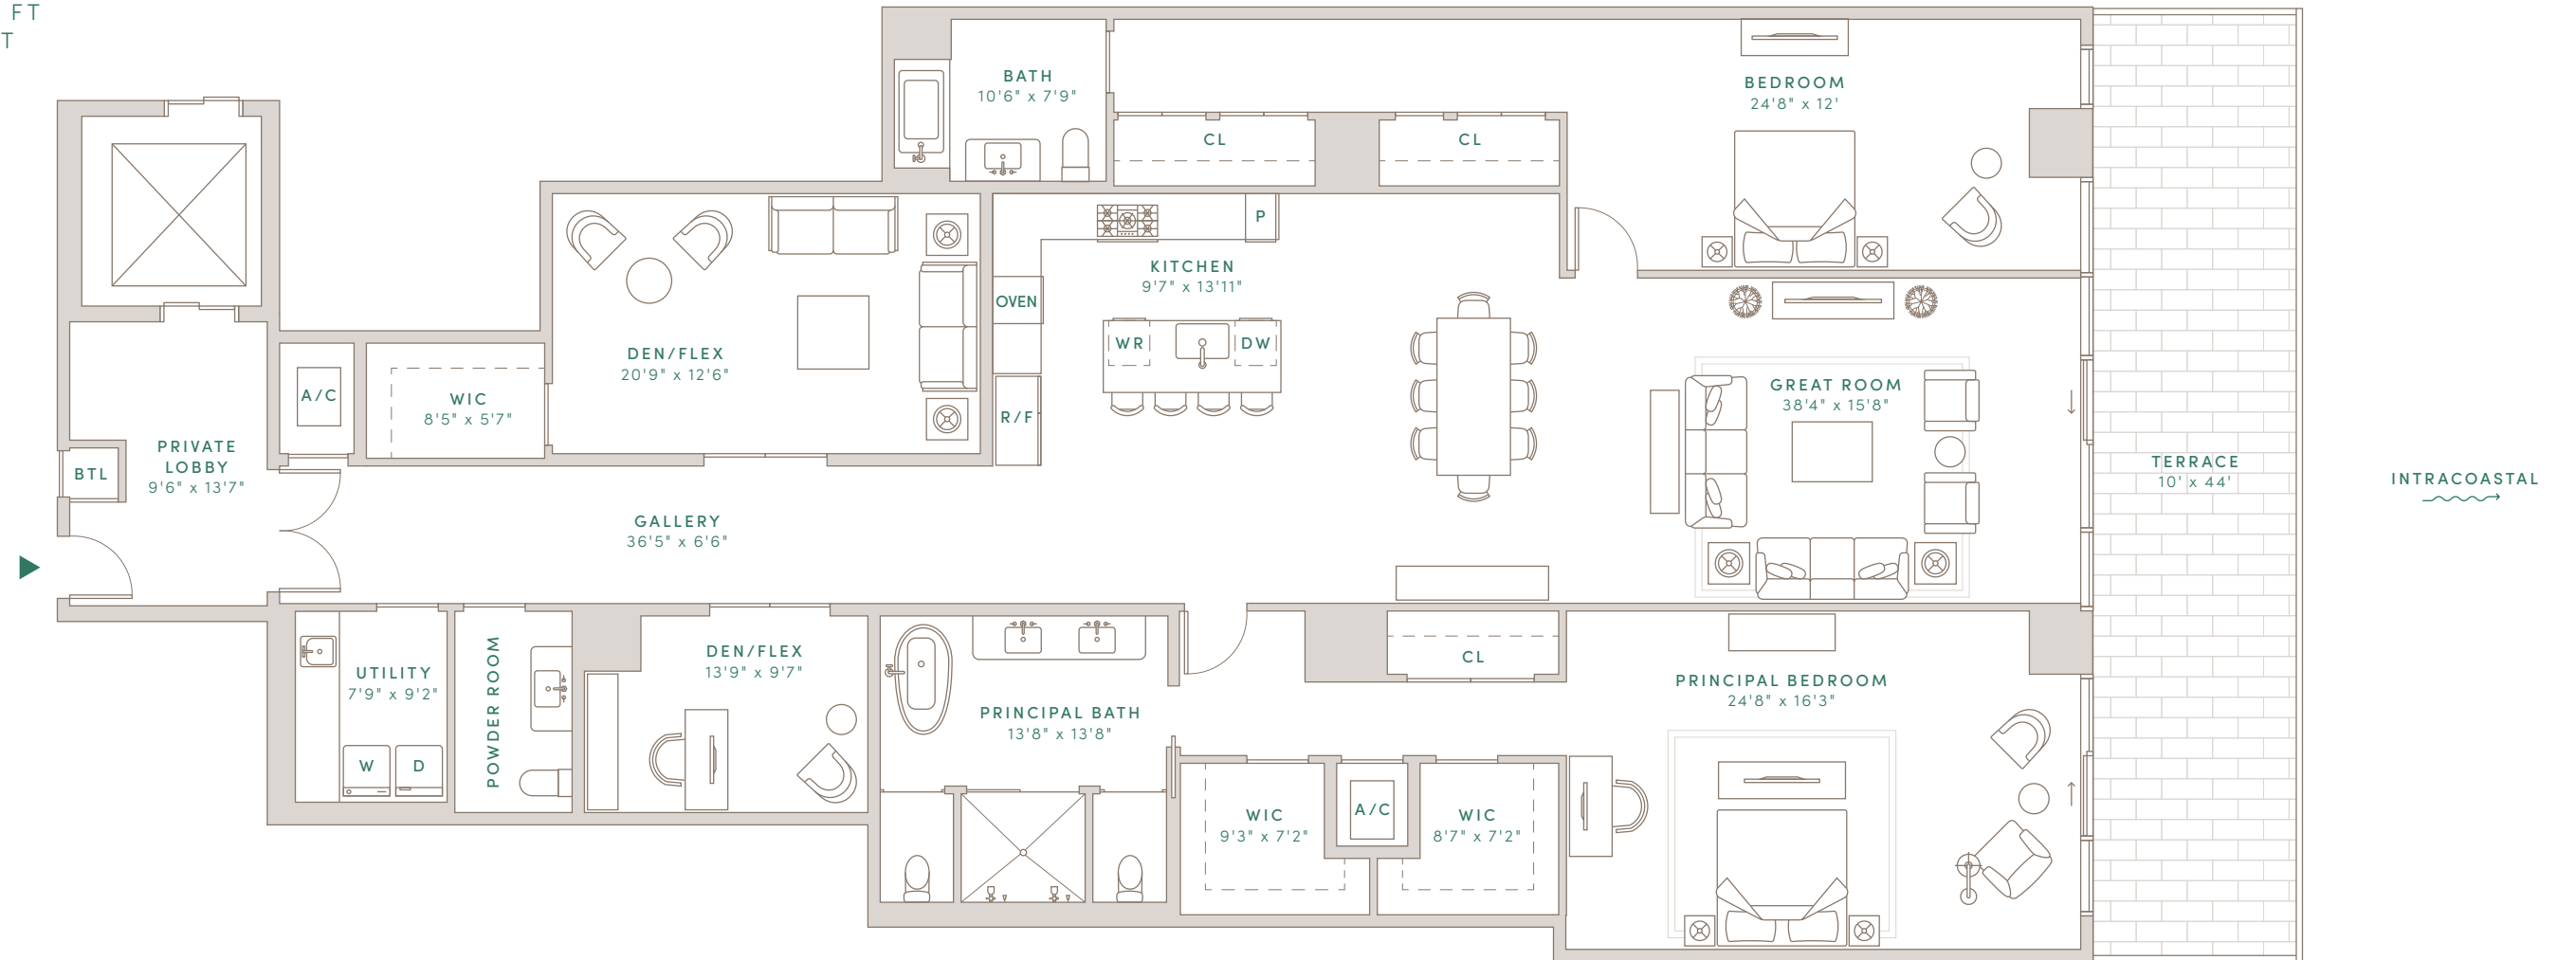 FT
T
BATH
10'6" x 7'9"
BEDROOM
24'8" x 12'
CL
CL
P
KITCHEN
9'7" x 13'11"
OVEN
WR
DW
R/F
DEN/FLEX
20'9" x 12'6"
A/C
WIC
8'5" x 5'7"
GREAT ROOM
38'4" x 15'8"
PRIVATE
LOBBY
9'6" x 13'7"
BTL
TERRACE
10' x 44'
INTRACOASTAL
GALLERY
36'5" x 6'6"
UTILITY
7'9" x 9'2"
W
D
POWDER ROOM
DEN/FLEX
13'9" x 9'7"
PRINCIPAL BATH
13'8" x 13'8"
CL
PRINCIPAL BEDROOM
24'8" x 16'3"
WIC
9'3" x 7'2"
A/C
WIC
8'7" x 7'2"